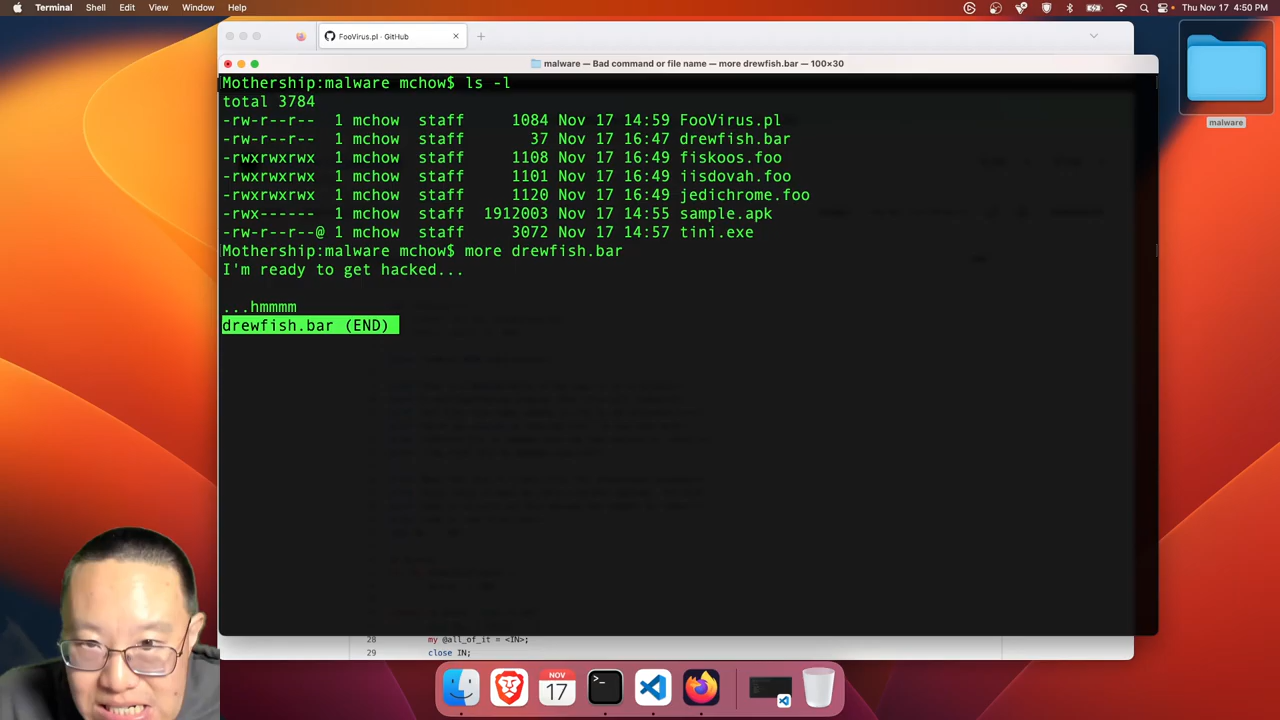 Terminal Shell Edit View Window Help Thu Nov 17 4:50 PM
FooVirus.pl · GitHub
malware — Bad command or file name — more drewfish.bar — 100×30
malware
Mothership:malware mchow$ ls -l
total 3784
-rw-r--r-- 1 mchow staff 1084 Nov 17 14:59 FooVirus.pl
-rw-r--r-- 1 mchow staff 37 Nov 17 16:47 drewfish.bar
-rwxrwxrwx 1 mchow staff 1108 Nov 17 16:49 fiskoos.foo
-rwxrwxrwx 1 mchow staff 1101 Nov 17 16:49 iisdovah.foo
-rwxrwxrwx 1 mchow staff 1120 Nov 17 16:49 jedichrome.foo
-rwx------ 1 mchow staff 1912003 Nov 17 14:55 sample.apk
-rw-r--r--@ 1 mchow staff 3072 Nov 17 14:57 tini.exe
Mothership:malware mchow$ more drewfish.bar
I'm ready to get hacked...
...hmmmm
drewfish.bar (END)
28 my @all_of_it = <IN>;
29 close IN;
NOV
17